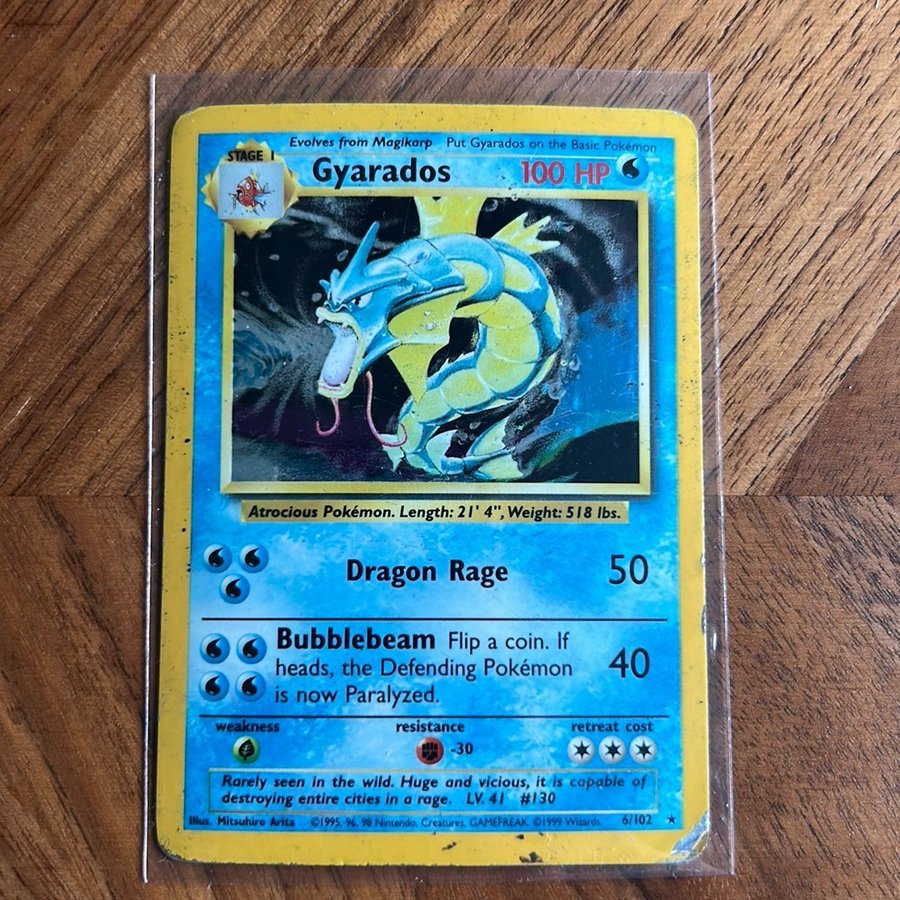 Evolves from Magikarp Put Gyarados on the Basic Pokémon
STAGE 1
Gyarados 100 HP
Atrocious Pokémon. Length: 21' 4", Weight: 518 lbs.
Dragon Rage 50
Bubblebeam Flip a coin. If
heads, the Defending Pokémon
is now Paralyzed.
40
weakness resistance retreat cost
-30
Rarely seen in the wild. Huge and vicious, it is capable of
destroying entire cities in a rage. LV. 41 #130
Illus. Mitsuhiro Arita ©1995, 96, 98 Nintendo, Creatures, GAMEFREAK. ©1999 Wizards. 6/102 ★